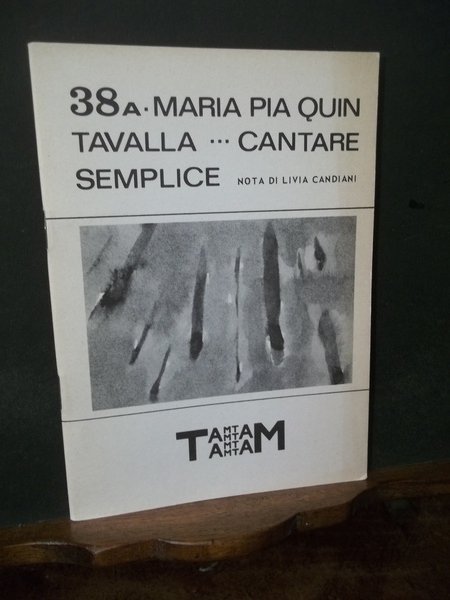 38A · MARIA PIA QUIN
TAVALLA ··· CANTARE
SEMPLICE NOTA DI LIVIA CANDIANI
TAMTAM